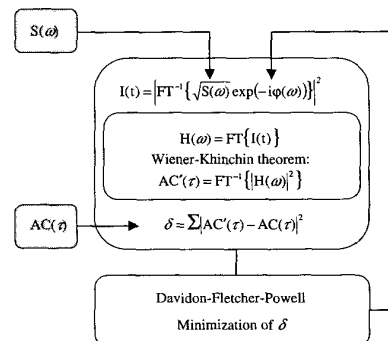 S(ω)
I(t) = |FT⁻¹{√S(ω) exp(−iφ(ω))}|²
H(ω) = FT{I(t)}
Wiener-Khinchin theorem:
AC′(τ) = FT⁻¹{|H(ω)|²}
AC(τ)
δ = Σ|AC′(τ) − AC(τ)|²
Davidon-Fletcher-Powell
Minimization of δ